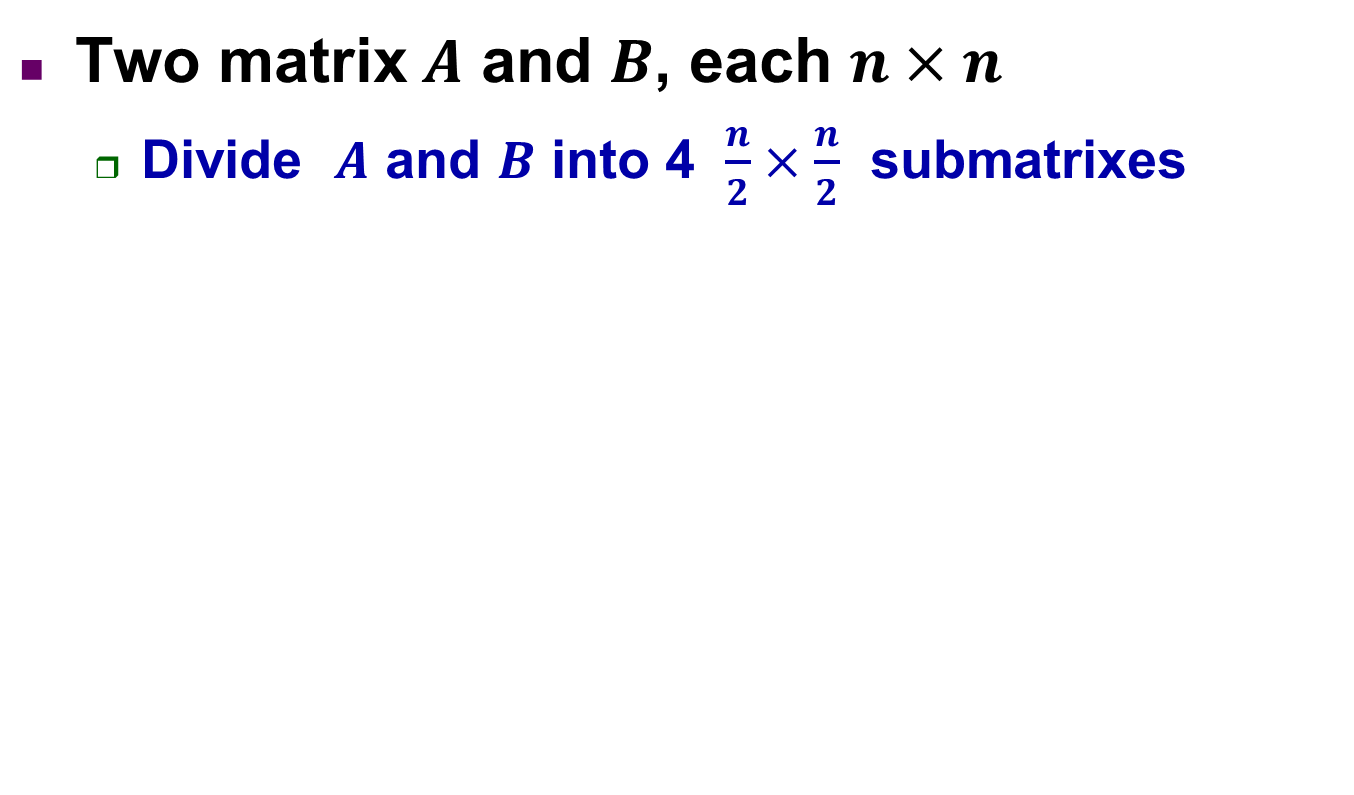 Two matrix A and B, each n × n
Divide A and B into 4 n/2 × n/2 submatrixes